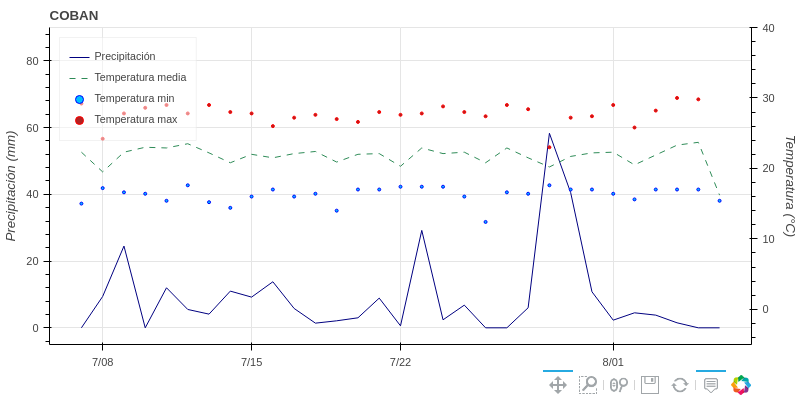 COBAN
Precipitación
Temperatura media
Temperatura min
Temperatura max
Precipitación (mm)
80
60
40
20
0
Temperatura (°C)
40
30
20
10
0
7/08
7/15
7/22
8/01